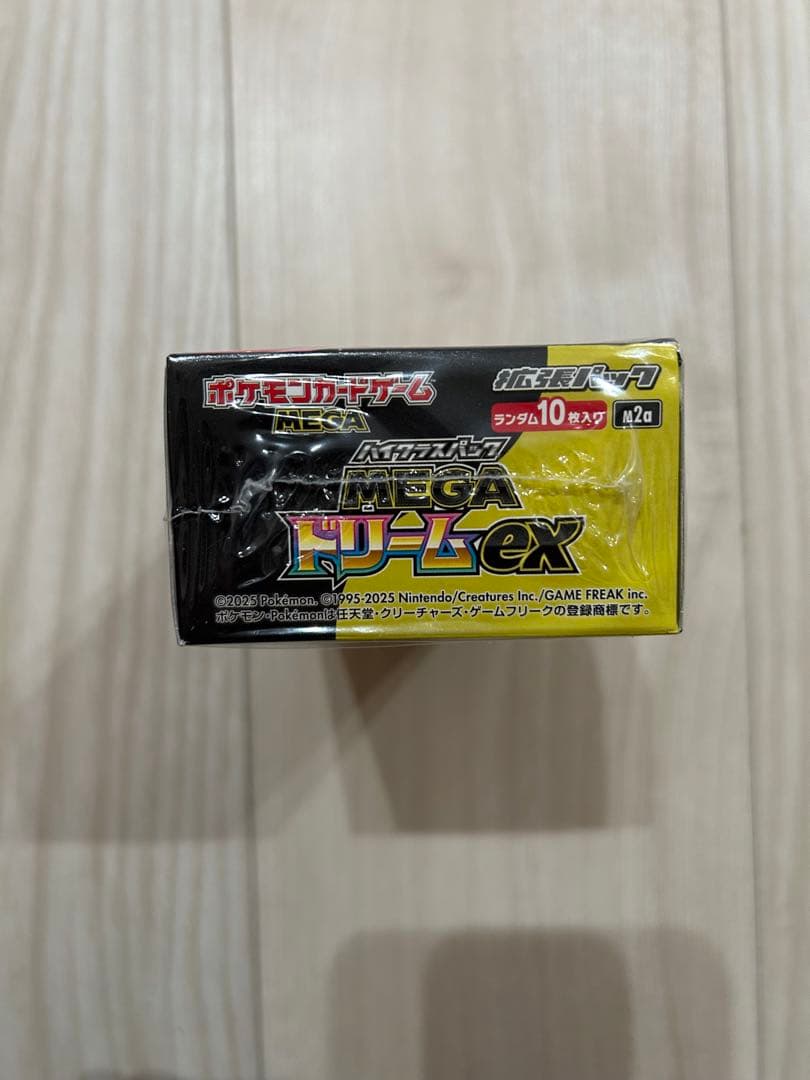 ポケモンカードゲーム
MEGA
拡張パック
ランダム10枚入り
M2a
ハイクラスパック
MEGA
ドリームex
©2025 Pokémon. ©1995-2025 Nintendo/Creatures Inc./GAME FREAK inc.
ポケモン・Pokémonは任天堂・クリーチャーズ・ゲームフリークの登録商標です。